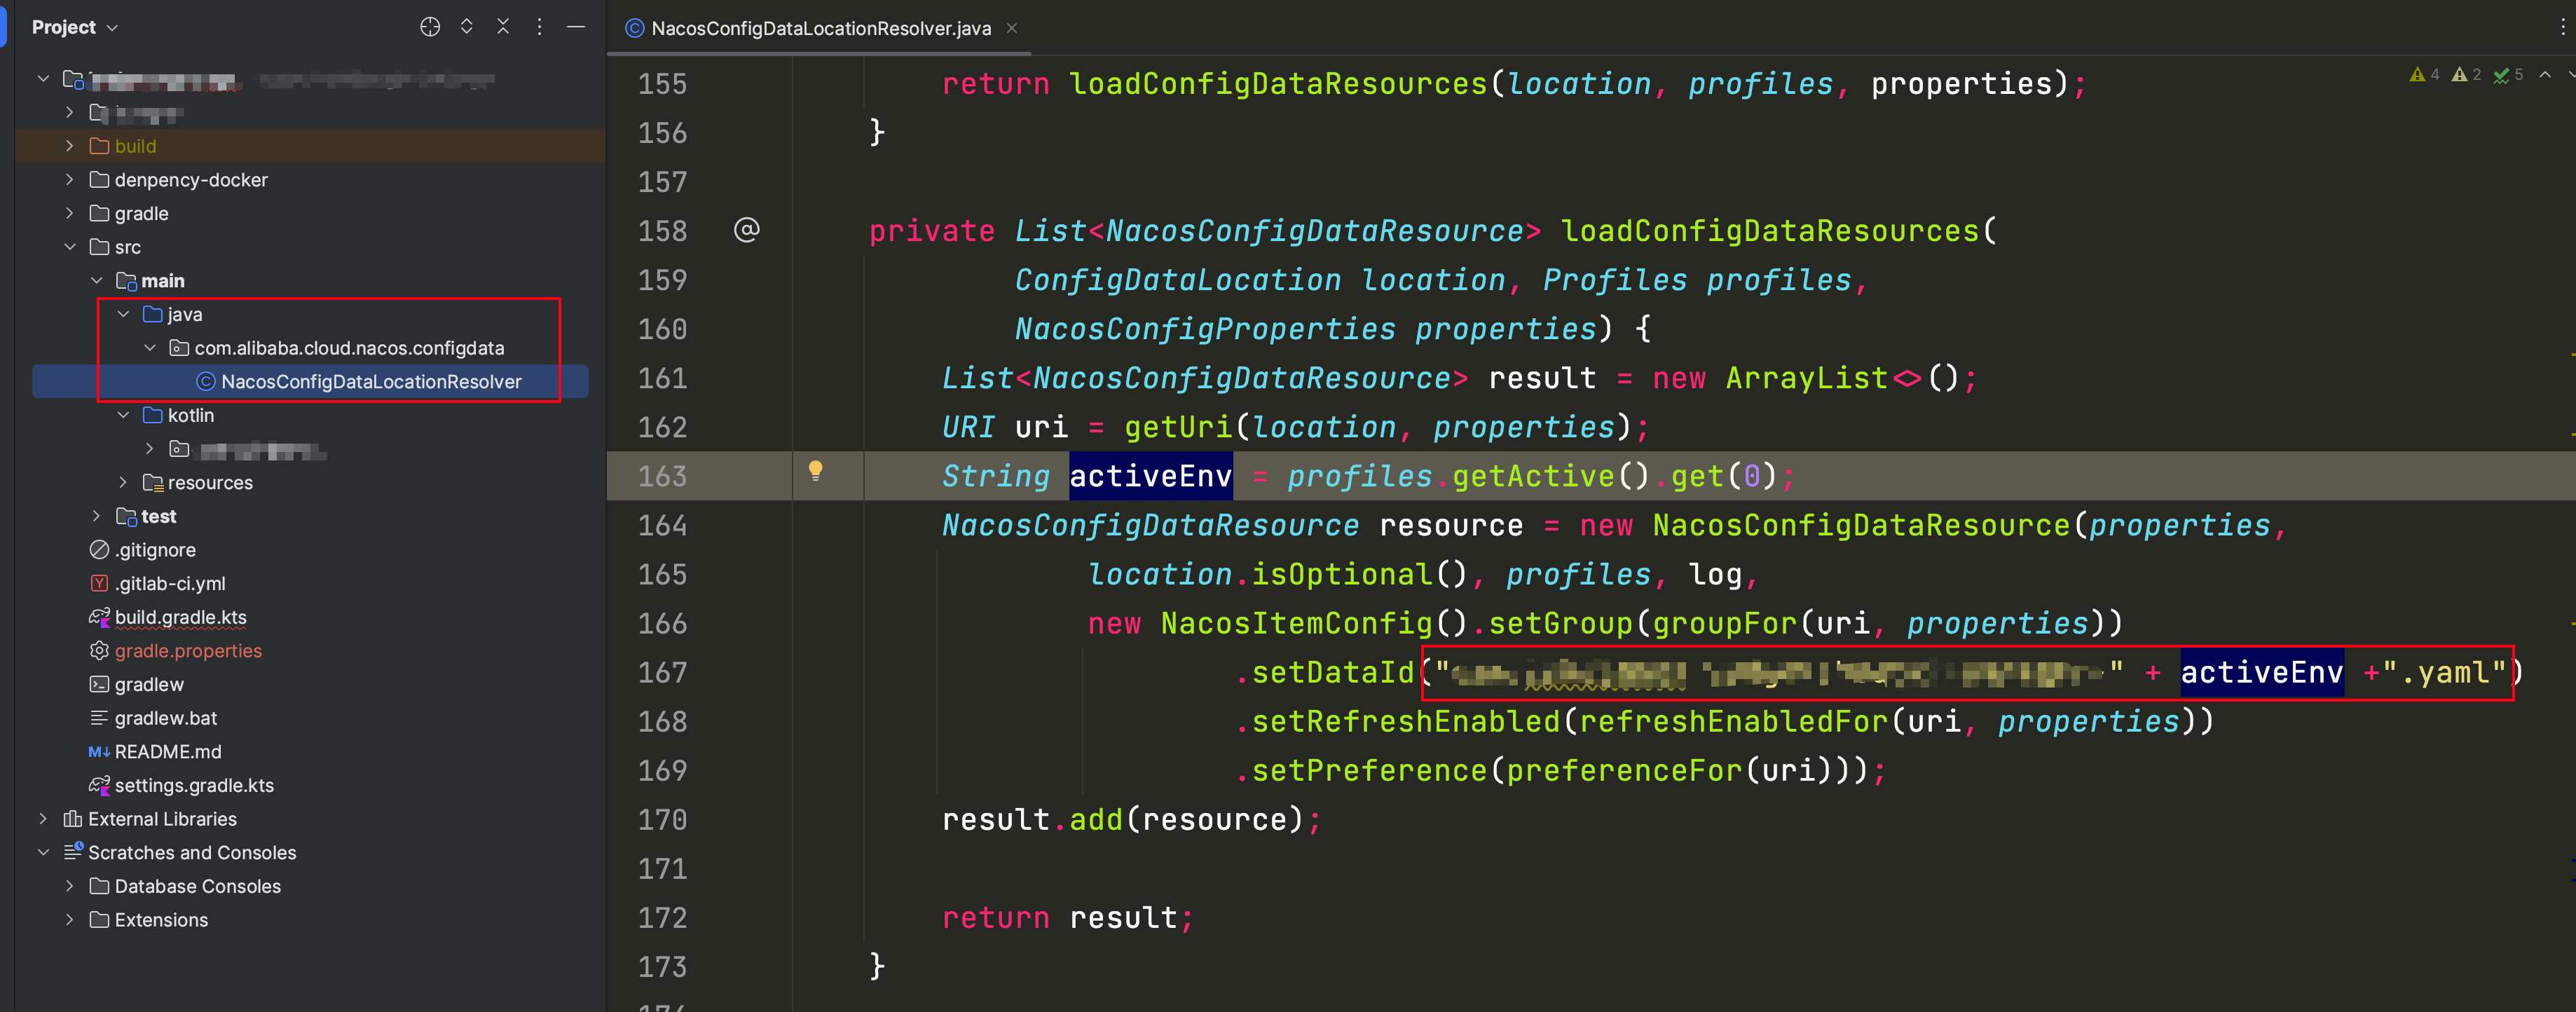 Project
build
denpency-docker
gradle
src
main
java
com.alibaba.cloud.nacos.configdata
NacosConfigDataLocationResolver
kotlin
resources
test
.gitignore
.gitlab-ci.yml
build.gradle.kts
gradle.properties
gradlew
gradlew.bat
README.md
settings.gradle.kts
External Libraries
Scratches and Consoles
Database Consoles
Extensions
NacosConfigDataLocationResolver.java
4 2 5
155 return loadConfigDataResources(location, profiles, properties);
156 }
157
158 @ private List<NacosConfigDataResource> loadConfigDataResources(
159 ConfigDataLocation location, Profiles profiles,
160 NacosConfigProperties properties) {
161 List<NacosConfigDataResource> result = new ArrayList<>();
162 URI uri = getUri(location, properties);
163 String activeEnv = profiles.getActive().get(0);
164 NacosConfigDataResource resource = new NacosConfigDataResource(properties,
165 location.isOptional(), profiles, log,
166 new NacosItemConfig().setGroup(groupFor(uri, properties))
167 .setDataId(" -" + activeEnv +".yaml")
168 .setRefreshEnabled(refreshEnabledFor(uri, properties))
169 .setPreference(preferenceFor(uri)));
170 result.add(resource);
171
172 return result;
173 }